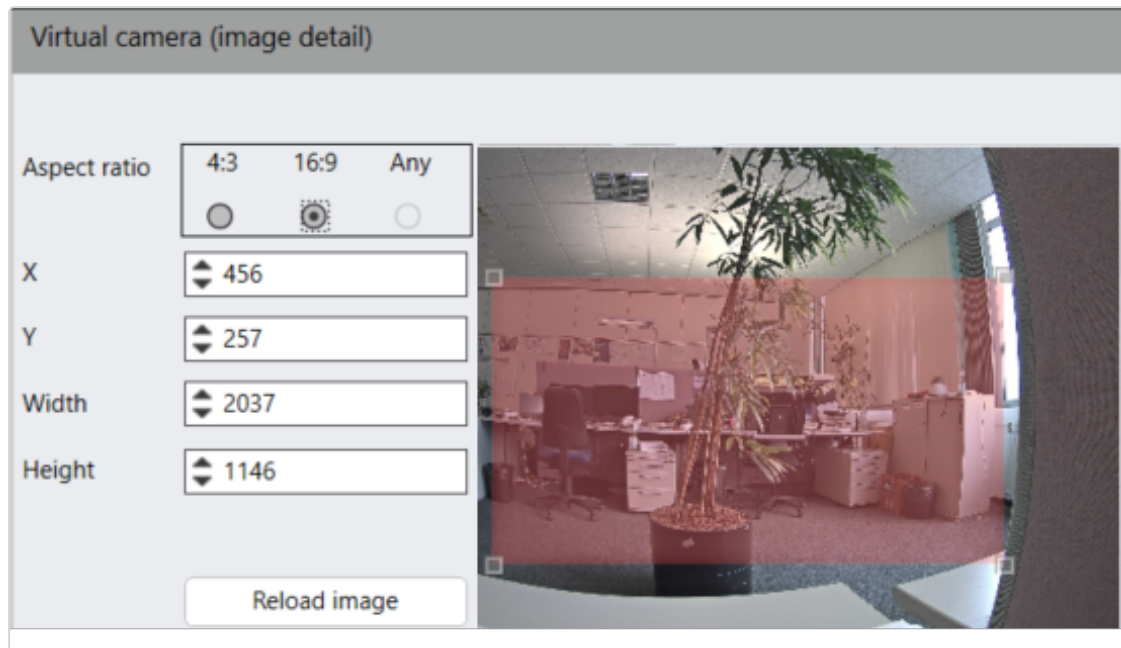 Virtual camera (image detail)
Aspect ratio 4:3 16:9 Any
X 456
Y 257
Width 2037
Height 1146
Reload image